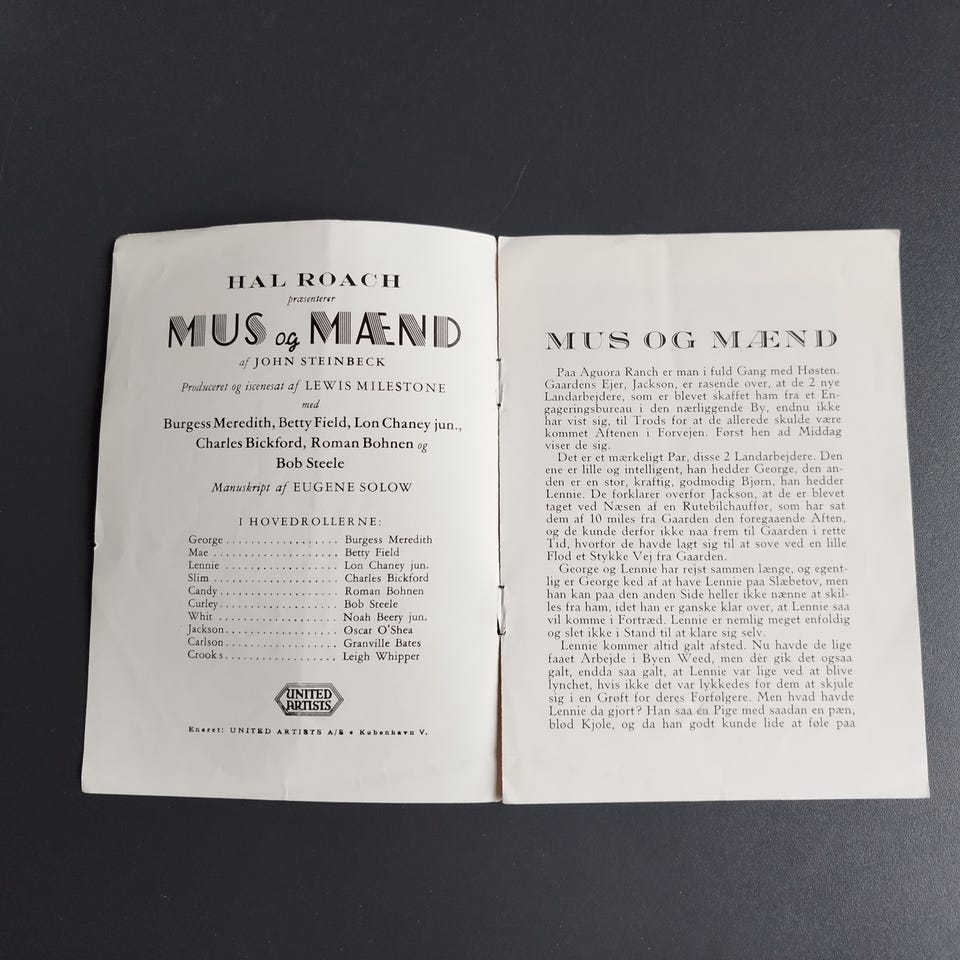 HAL ROACH
præsenterer
MUS og MÆND
af JOHN STEINBECK
Produceret og iscenesat af LEWIS MILESTONE
med
Burgess Meredith, Betty Field, Lon Chaney jun.,
Charles Bickford, Roman Bohnen og
Bob Steele
Manuskript af EUGENE SOLOW
I HOVEDROLLERNE:
George . . . . . . . . . . . . . . . . . . Burgess Meredith
Mae . . . . . . . . . . . . . . . . . . . . Betty Field
Lennie . . . . . . . . . . . . . . . . . . Lon Chaney jun.
Slim . . . . . . . . . . . . . . . . . . . . Charles Bickford
Candy . . . . . . . . . . . . . . . . . . . Roman Bohnen
Curley . . . . . . . . . . . . . . . . . . Bob Steele
Whit . . . . . . . . . . . . . . . . . . . Noah Beery jun.
Jackson . . . . . . . . . . . . . . . . . Oscar O'Shea
Carlson . . . . . . . . . . . . . . . . . Granville Bates
Crooks . . . . . . . . . . . . . . . . . . Leigh Whipper
UNITED
ARTISTS
Eneret: UNITED ARTISTS A/S • København V.
MUS OG MÆND
Paa Aguora Ranch er man i fuld Gang med Høsten.
Gaardens Ejer, Jackson, er rasende over, at de 2 nye
Landarbejdere, som er blevet skaffet ham fra et En-
gageringsbureau i den nærliggende By, endnu ikke
har vist sig, til Trods for at de allerede skulde være
kommet Aftenen i Forvejen. Først hen ad Middag
viser de sig.
Det er et mærkeligt Par, disse 2 Landarbejdere. Den
ene er lille og intelligent, han hedder George, den an-
den er en stor, kraftig, godmodig Bjørn, han hedder
Lennie. De forklarer overfor Jackson, at de er blevet
taget ved Næsen af en Rutebilchauffør, som har sat
dem af 10 miles fra Gaarden den foregaaende Aften,
og de kunde derfor ikke naa frem til Gaarden i rette
Tid, hvorfor de havde lagt sig til at sove ved en lille
Flod et Stykke Vej fra Gaarden.
George og Lennie har rejst sammen længe, og egent-
lig er George ked af at have Lennie paa Slæbetov, men
han kan paa den anden Side heller ikke nænne at skil-
les fra ham, idet han er ganske klar over, at Lennie saa
vil komme i Fortræd. Lennie er nemlig meget enfoldig
og slet ikke i Stand til at klare sig selv.
Lennie kommer altid galt afsted. Nu havde de lige
faaet Arbejde i Byen Weed, men dér gik det ogsaa
galt, endda saa galt, at Lennie var lige ved at blive
lynchet, hvis ikke det var lykkedes for dem at skjule
sig i en Grøft for deres Forfølgere. Men hvad havde
Lennie da gjort? Han saa en Pige med saadan en pæn,
blød Kjole, og da han godt kunde lide at føle paa